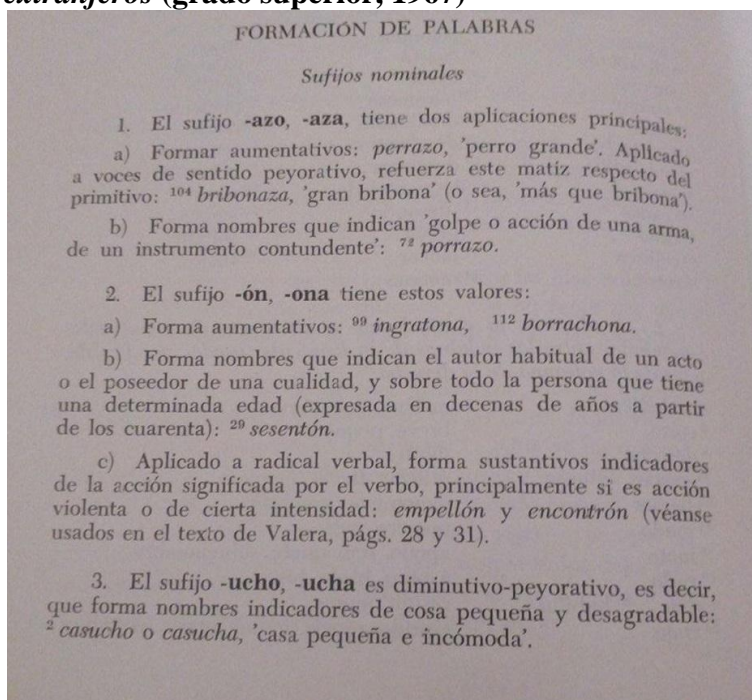 extranjeros (grado superior, 1967)
FORMACIÓN DE PALABRAS
Sufijos nominales
1. El sufijo -azo, -aza, tiene dos aplicaciones principales:
a) Formar aumentativos: perrazo, 'perro grande'. Aplicado
a voces de sentido peyorativo, refuerza este matiz respecto del
primitivo: ¹⁰⁴ bribonaza, 'gran bribona' (o sea, 'más que bribona').
b) Forma nombres que indican 'golpe o acción de una arma,
de un instrumento contundente': ⁷² porrazo.
2. El sufijo -ón, -ona tiene estos valores:
a) Forma aumentativos: ⁹⁹ ingratona, ¹¹² borrachona.
b) Forma nombres que indican el autor habitual de un acto
o el poseedor de una cualidad, y sobre todo la persona que tiene
una determinada edad (expresada en decenas de años a partir
de los cuarenta): ²⁹ sesentón.
c) Aplicado a radical verbal, forma sustantivos indicadores
de la acción significada por el verbo, principalmente si es acción
violenta o de cierta intensidad: empellón y encontrón (véanse
usados en el texto de Valera, págs. 28 y 31).
3. El sufijo -ucho, -ucha es diminutivo-peyorativo, es decir,
que forma nombres indicadores de cosa pequeña y desagradable:
² casucho o casucha, 'casa pequeña e incómoda'.